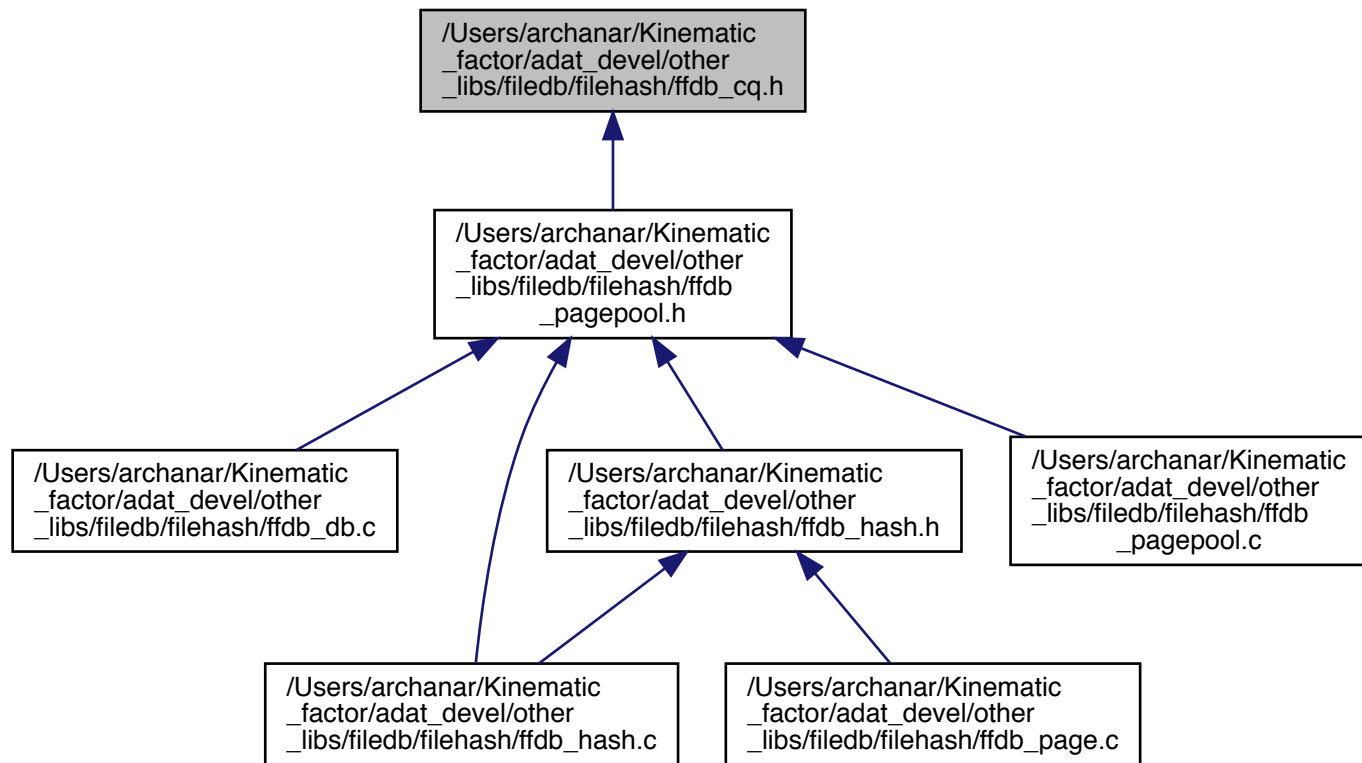 /Users/archanar/Kinematic
_factor/adat_devel/other
_libs/filedb/filehash/ffdb_cq.h
/Users/archanar/Kinematic
_factor/adat_devel/other
_libs/filedb/filehash/ffdb
_pagepool.h
/Users/archanar/Kinematic
_factor/adat_devel/other
_libs/filedb/filehash/ffdb_db.c
/Users/archanar/Kinematic
_factor/adat_devel/other
_libs/filedb/filehash/ffdb_hash.h
/Users/archanar/Kinematic
_factor/adat_devel/other
_libs/filedb/filehash/ffdb
_pagepool.c
/Users/archanar/Kinematic
_factor/adat_devel/other
_libs/filedb/filehash/ffdb_hash.c
/Users/archanar/Kinematic
_factor/adat_devel/other
_libs/filedb/filehash/ffdb_page.c